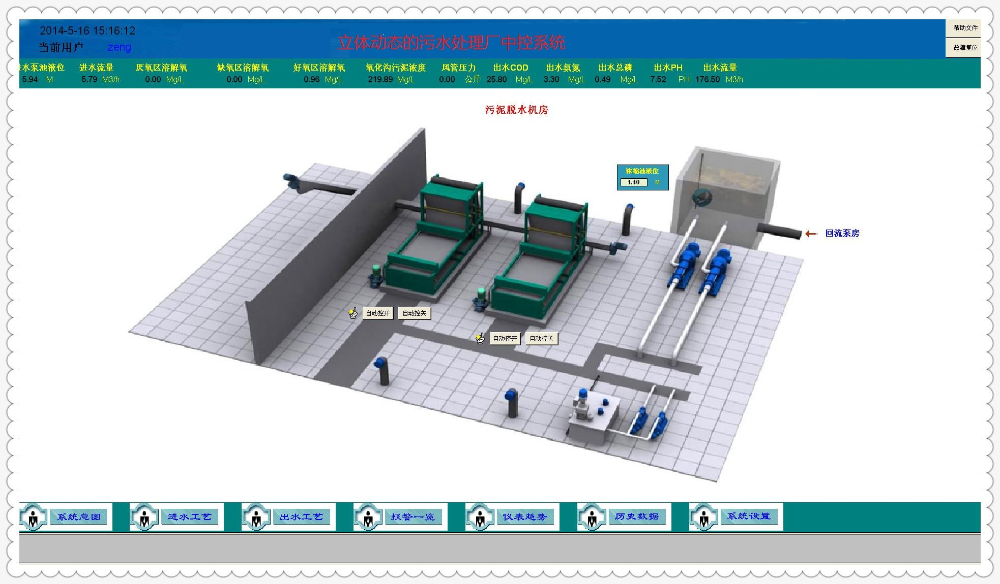 2014-5-16 15:16:12
当前用户 zeng
立体动态的污水处理厂中控系统
帮助文件
故障复位
进水泵池液位 进水流量 厌氧区溶解氧 缺氧区溶解氧 好氧区溶解氧 氧化沟污泥浓度 风管压力 出水COD 出水氨氮 出水总磷 出水PH 出水流量
5.94 M 5.79 M3/h 0.00 Mg/L 0.00 Mg/L 0.96 Mg/L 219.89 Mg/L 0.00 公斤 25.80 Mg/L 3.30 Mg/L 0.49 Mg/L 7.52 PH 176.50 M3/h
污泥脱水机房
浓缩池液位
1.40 M
回流泵房
自动控开 自动控关
自动控开 自动控关
系统总图 进水工艺 出水工艺 报警一览 仪表趋势 历史数据 系统设置